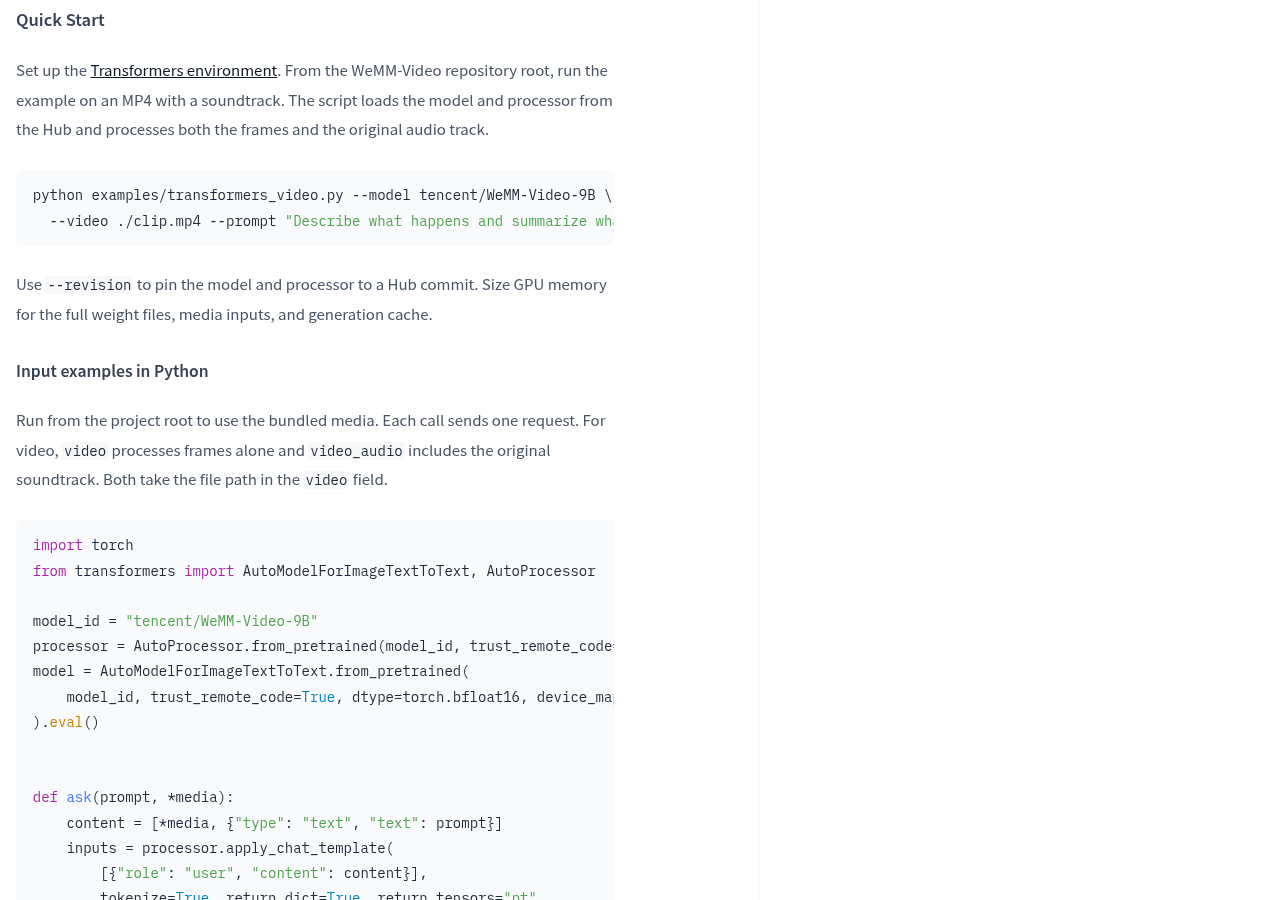 Quick Start
Set up the Transformers environment. From the WeMM-Video repository root, run the
example on an MP4 with a soundtrack. The script loads the model and processor from
the Hub and processes both the frames and the original audio track.
python examples/transformers_video.py --model tencent/WeMM-Video-9B \
  --video ./clip.mp4 --prompt "Describe what happens and summarize
Use --revision to pin the model and processor to a Hub commit. Size GPU memory
for the full weight files, media inputs, and generation cache.
Input examples in Python
Run from the project root to use the bundled media. Each call sends one request. For
video, video processes frames alone and video_audio includes the original
soundtrack. Both take the file path in the video field.
import torch
from transformers import AutoModelForImageTextToText, AutoProcessor
model_id = "tencent/WeMM-Video-9B"
processor = AutoProcessor.from_pretrained(model_id, trust_remote_code=
model = AutoModelForImageTextToText.from_pretrained(
    model_id, trust_remote_code=True, dtype=torch.bfloat16,
).eval()
def ask(prompt, *media):
    content = [*media, {"type": "text", "text": prompt}]
    inputs = processor.apply_chat_template(
        [{"role": "user", "content": content}],
        tokenize=True, return_dict=True, return_tensors="pt"